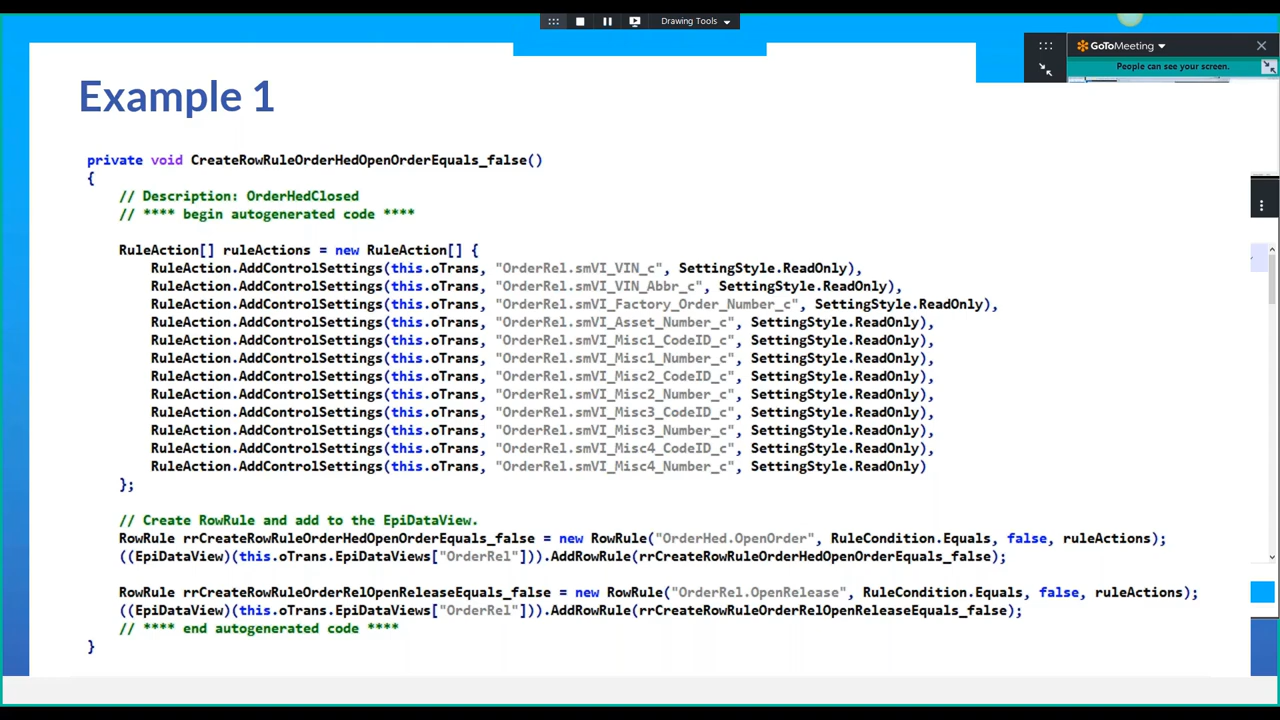 Drawing Tools
GoToMeeting
People can see your screen.
Example 1
private void CreateRowRuleOrderHedOpenOrderEquals_false()
{
// Description: OrderHedClosed
// **** begin autogenerated code ****
RuleAction[] ruleActions = new RuleAction[] {
RuleAction.AddControlSettings(this.oTrans, "OrderRel.smVI_VIN_c", SettingStyle.ReadOnly),
RuleAction.AddControlSettings(this.oTrans, "OrderRel.smVI_VIN_Abbr_c", SettingStyle.ReadOnly),
RuleAction.AddControlSettings(this.oTrans, "OrderRel.smVI_Factory_Order_Number_c", SettingStyle.ReadOnly),
RuleAction.AddControlSettings(this.oTrans, "OrderRel.smVI_Asset_Number_c", SettingStyle.ReadOnly),
RuleAction.AddControlSettings(this.oTrans, "OrderRel.smVI_Misc1_CodeID_c", SettingStyle.ReadOnly),
RuleAction.AddControlSettings(this.oTrans, "OrderRel.smVI_Misc1_Number_c", SettingStyle.ReadOnly),
RuleAction.AddControlSettings(this.oTrans, "OrderRel.smVI_Misc2_CodeID_c", SettingStyle.ReadOnly),
RuleAction.AddControlSettings(this.oTrans, "OrderRel.smVI_Misc2_Number_c", SettingStyle.ReadOnly),
RuleAction.AddControlSettings(this.oTrans, "OrderRel.smVI_Misc3_CodeID_c", SettingStyle.ReadOnly),
RuleAction.AddControlSettings(this.oTrans, "OrderRel.smVI_Misc3_Number_c", SettingStyle.ReadOnly),
RuleAction.AddControlSettings(this.oTrans, "OrderRel.smVI_Misc4_CodeID_c", SettingStyle.ReadOnly),
RuleAction.AddControlSettings(this.oTrans, "OrderRel.smVI_Misc4_Number_c", SettingStyle.ReadOnly)
};
// Create RowRule and add to the EpiDataView.
RowRule rrCreateRowRuleOrderHedOpenOrderEquals_false = new RowRule("OrderHed.OpenOrder", RuleCondition.Equals, false, ruleActions);
((EpiDataView)(this.oTrans.EpiDataViews["OrderRel"])).AddRowRule(rrCreateRowRuleOrderHedOpenOrderEquals_false);
RowRule rrCreateRowRuleOrderRelOpenReleaseEquals_false = new RowRule("OrderRel.OpenRelease", RuleCondition.Equals, false, ruleActions);
((EpiDataView)(this.oTrans.EpiDataViews["OrderRel"])).AddRowRule(rrCreateRowRuleOrderRelOpenReleaseEquals_false);
// **** end autogenerated code ****
}